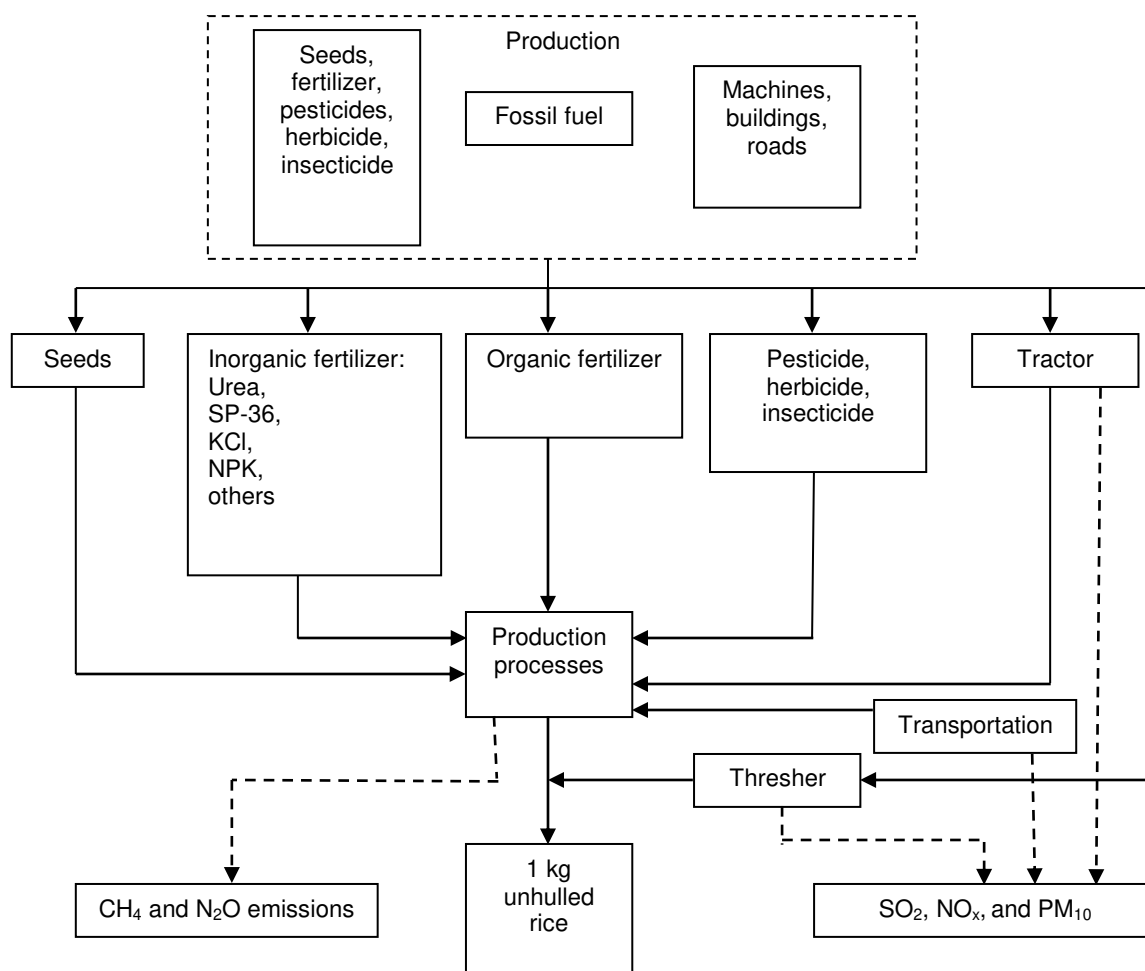 Production
Seeds,
fertilizer,
pesticides,
herbicide,
insecticide
Fossil fuel
Machines,
buildings,
roads
Seeds
Inorganic fertilizer:
Urea,
SP-36,
KCl,
NPK,
others
Organic fertilizer
Pesticide,
herbicide,
insecticide
Tractor
Production
processes
Transportation
Thresher
1 kg
unhulled
rice
CH₄ and N₂O emissions
SO₂, NOₓ, and PM₁₀